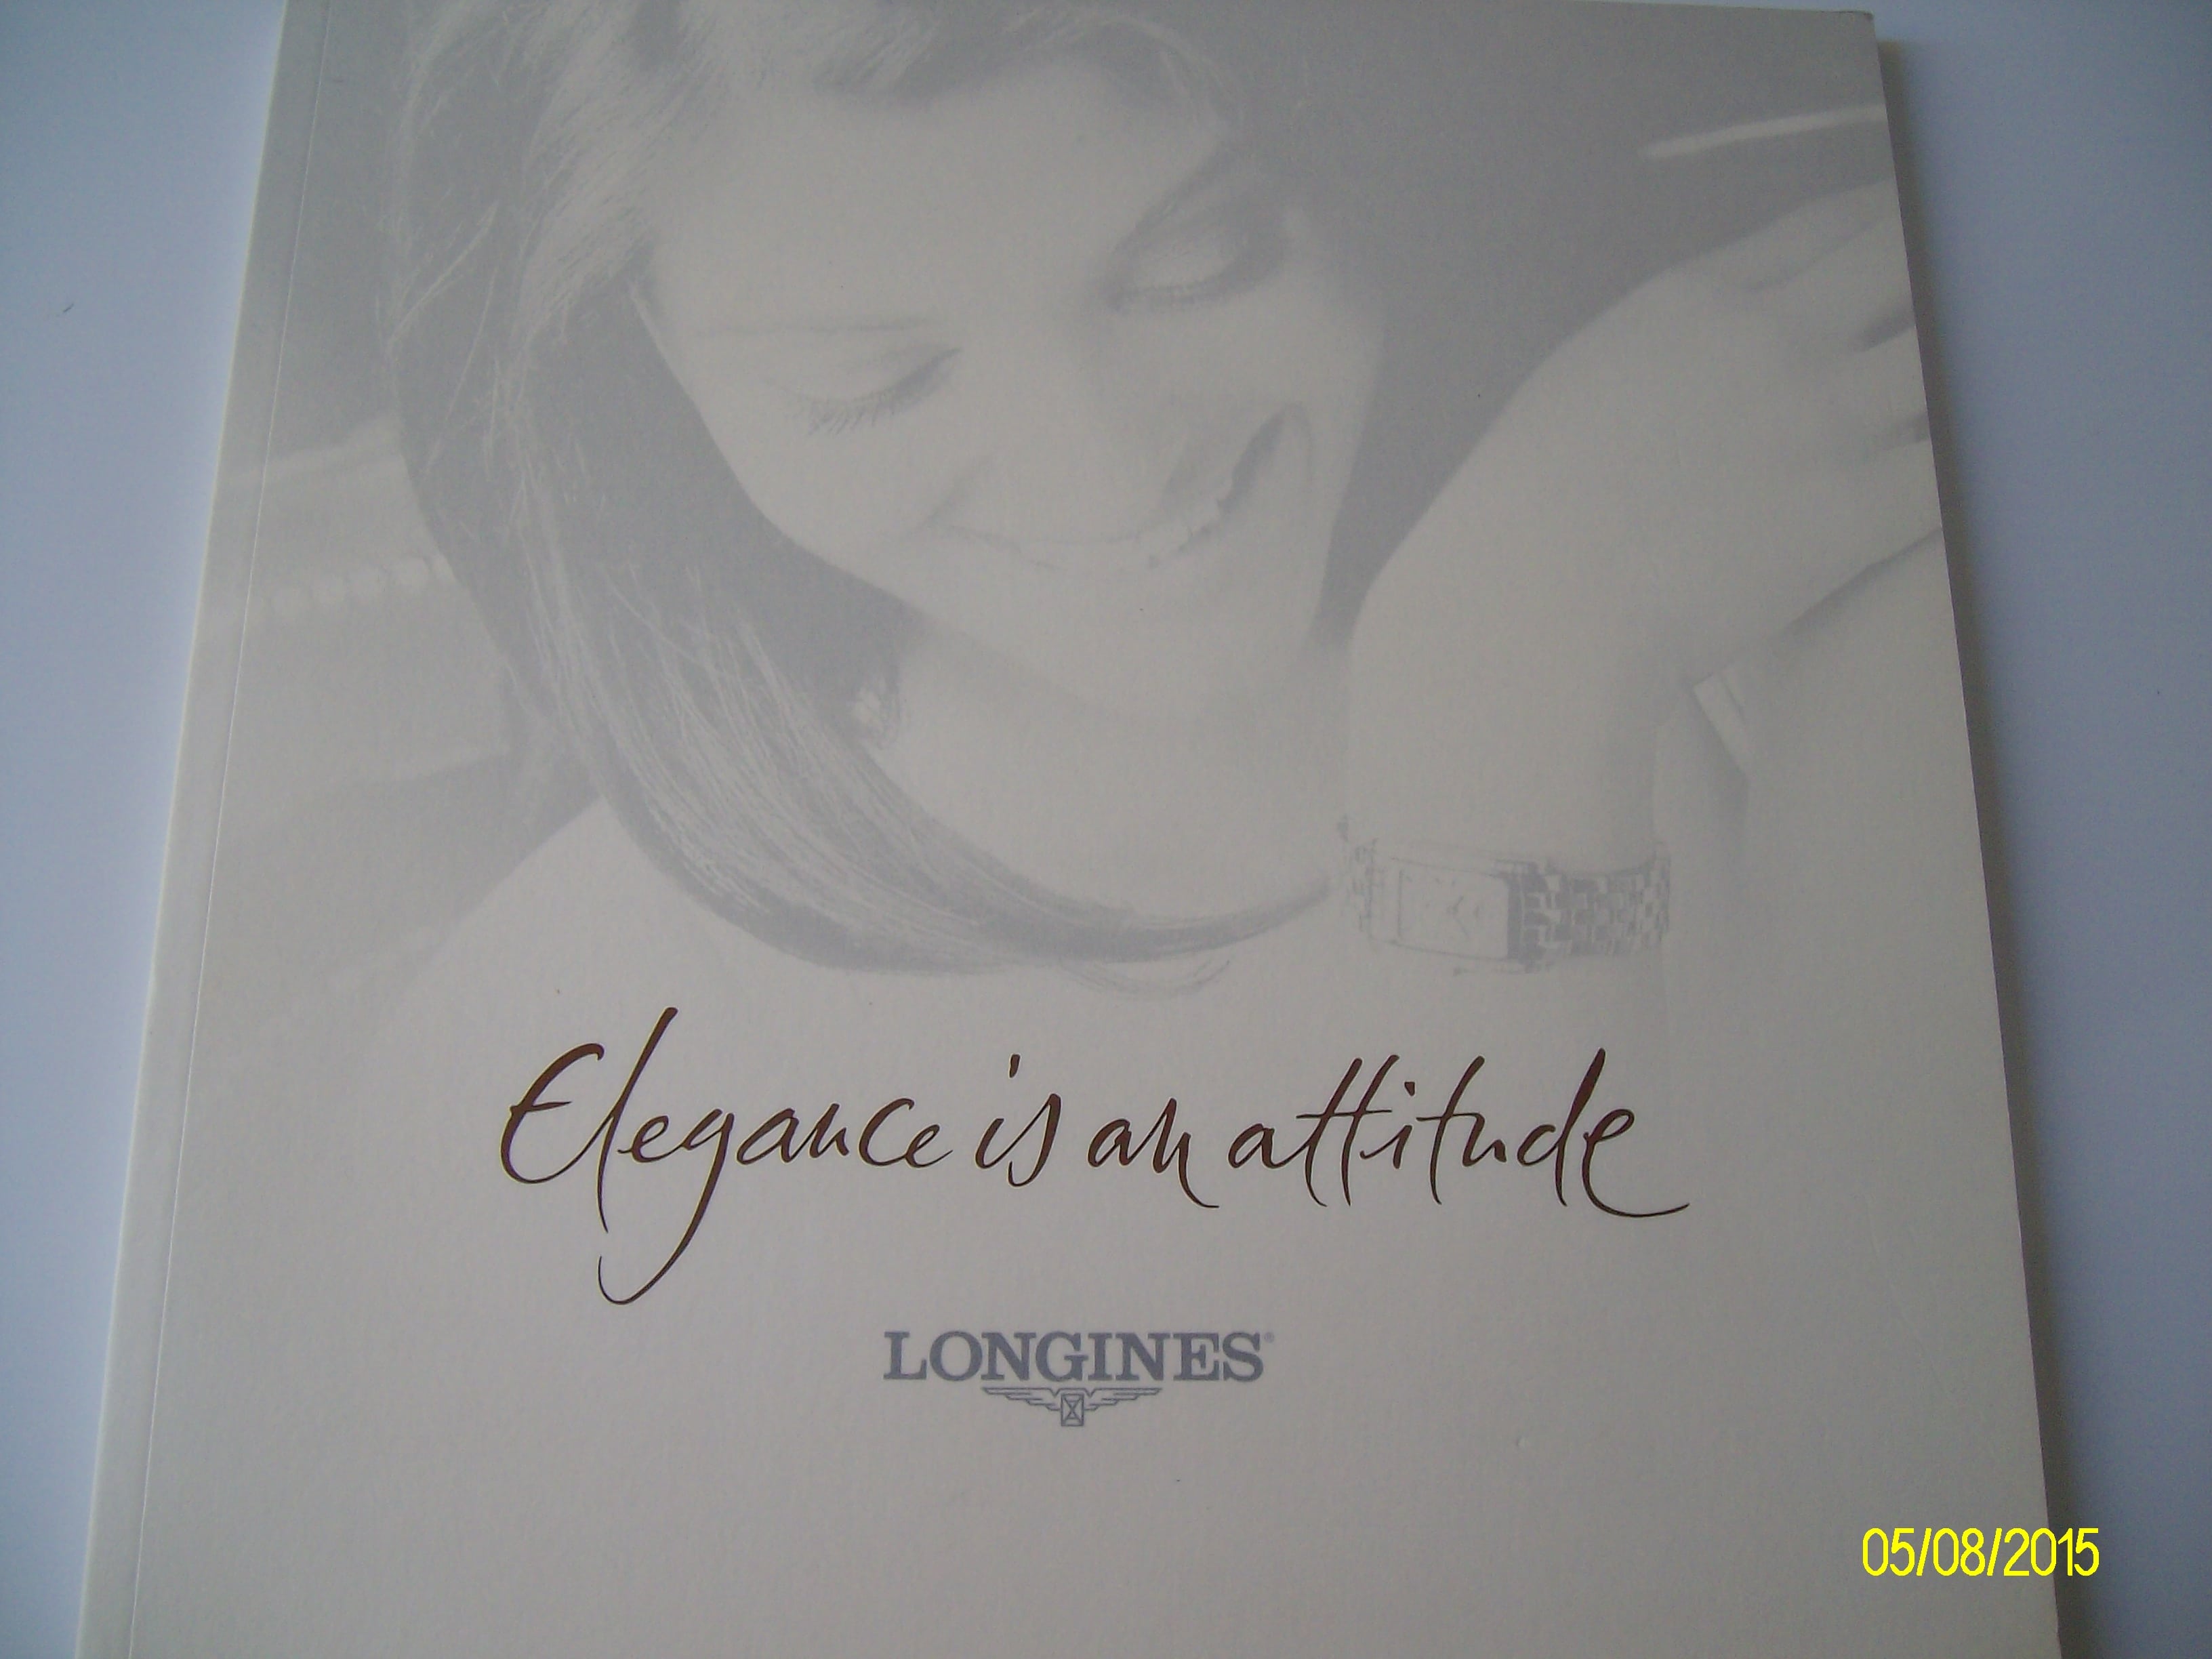 Elegance is an attitude
LONGINES®
05/08/2015